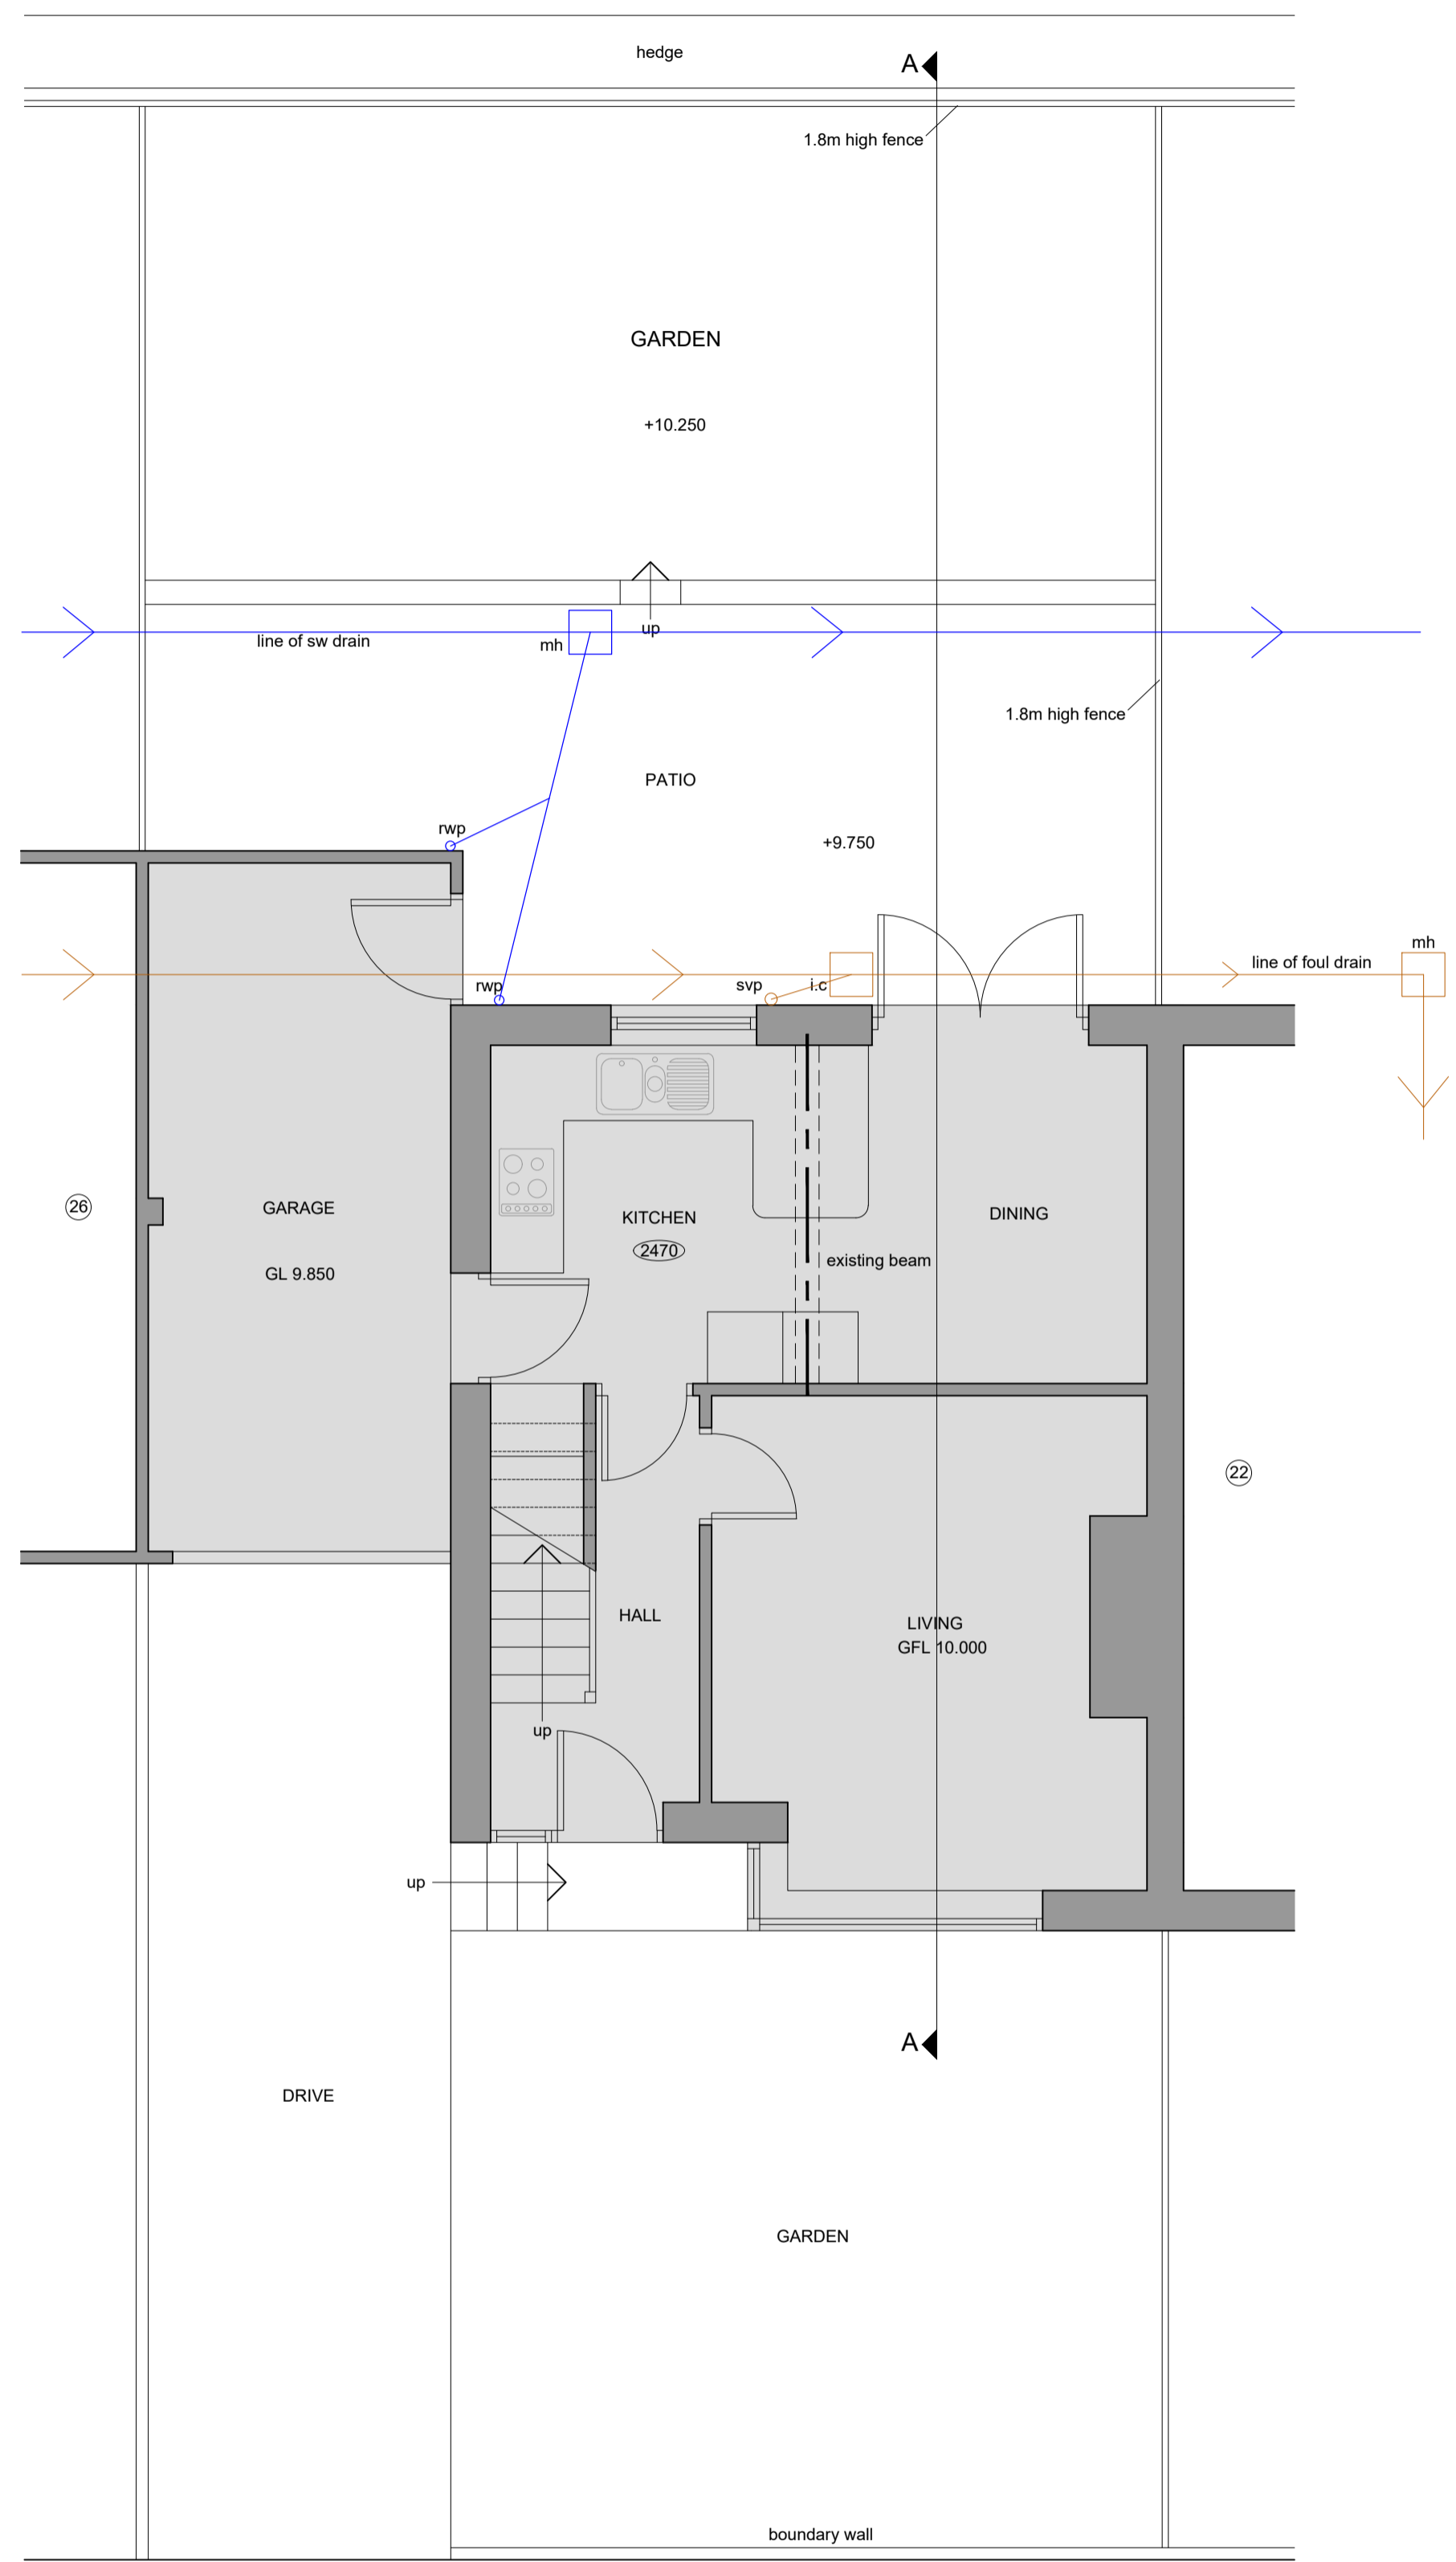 hedge
A
1.8m high fence
GARDEN
+10.250
up
line of sw drain
mh
1.8m high fence
PATIO
rwp
+9.750
mh
line of foul drain
rwp
svp
i.c
26
GARAGE
KITCHEN
DINING
2470
existing beam
GL 9.850
22
HALL
LIVING
GFL 10.000
up
up
A
DRIVE
GARDEN
boundary wall